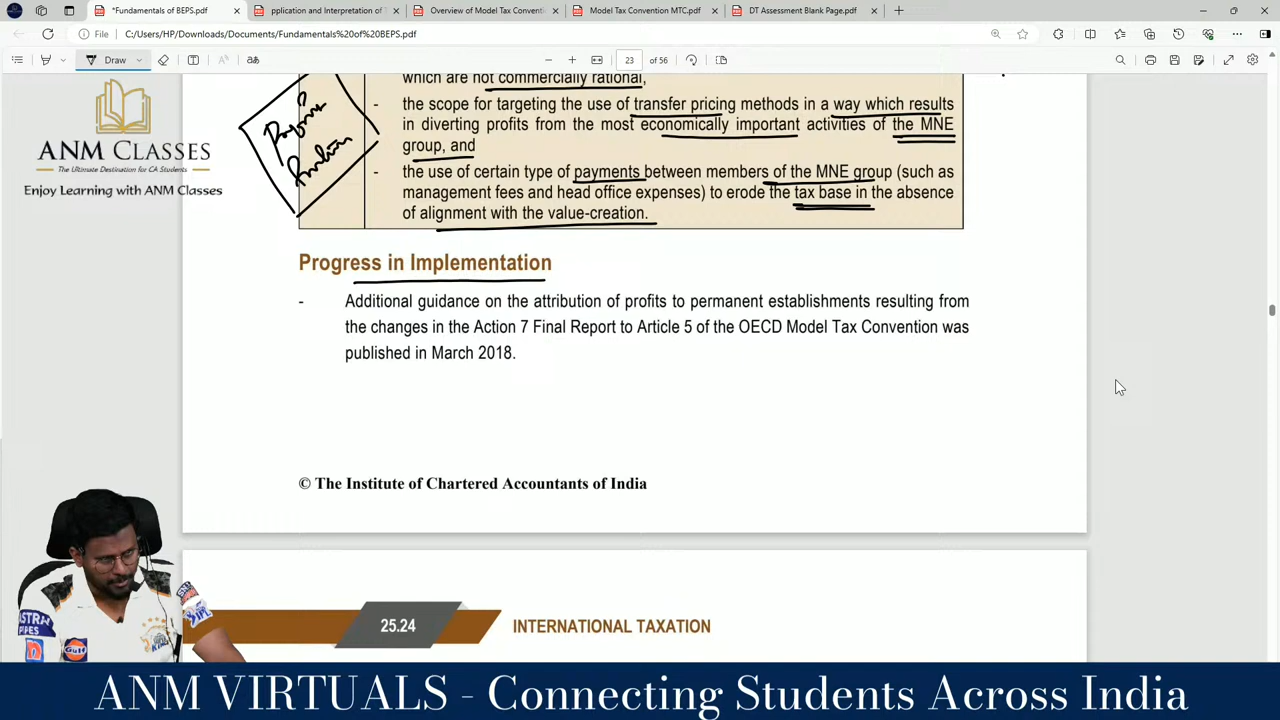 *Fundamentals of BEPS.pdf
pplication and Interpretation of T
Overview of Model Tax Conventi
Model Tax Convention MTC.pdf
DT Assessment Blank Page.pdf
File
C:/Users/HP/Downloads/Documents/Fundamentals%20of%20BEPS.pdf
Draw
23 of 56
which are not commercially rational,
- the scope for targeting the use of transfer pricing methods in a way which results
in diverting profits from the most economically important activities of the MNE
group, and
- the use of certain type of payments between members of the MNE group (such as
management fees and head office expenses) to erode the tax base in the absence
of alignment with the value-creation.
ANM CLASSES
The Ultimate Destination for CA Students
Enjoy Learning with ANM Classes
Progress in Implementation
- Additional guidance on the attribution of profits to permanent establishments resulting from
the changes in the Action 7 Final Report to Article 5 of the OECD Model Tax Convention was
published in March 2018.
© The Institute of Chartered Accountants of India
25.24 INTERNATIONAL TAXATION
Gulf
IPL
ANM VIRTUALS - Connecting Students Across India